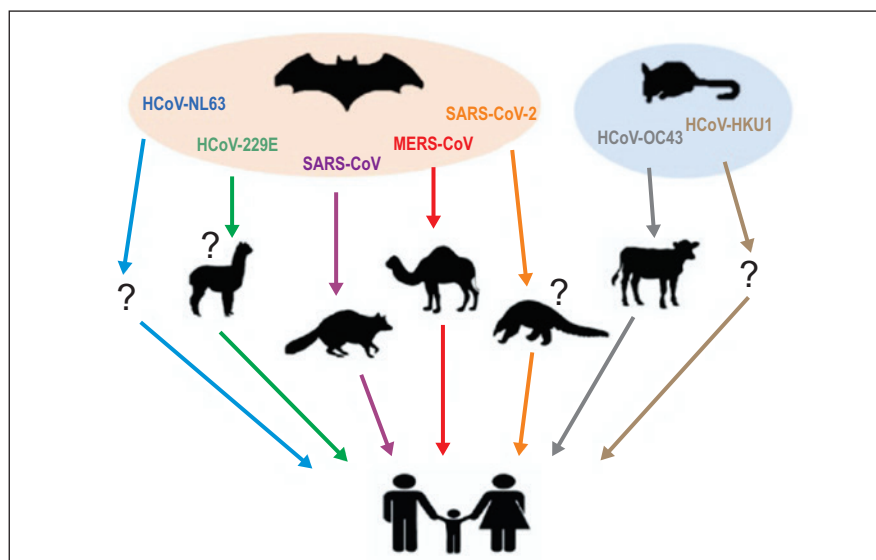 HCoV-NL63
SARS-CoV-2
HCoV-229E
MERS-CoV
SARS-CoV
HCoV-HKU1
HCoV-OC43
?
?
?
?